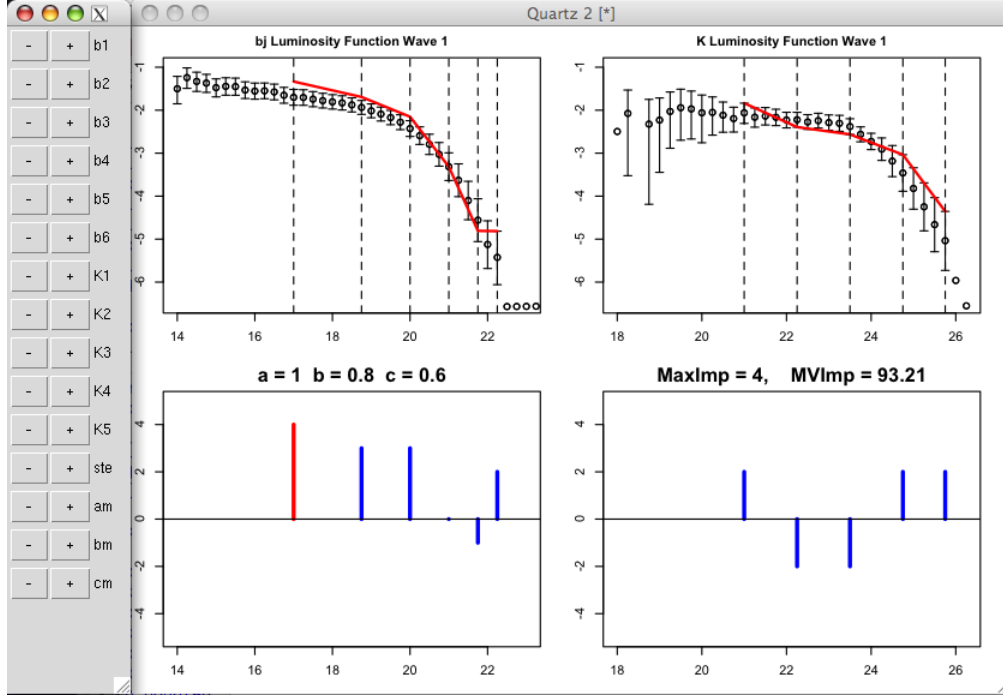 X
Quartz 2 [*]
- + b1
- + b2
- + b3
- + b4
- + b5
- + b6
- + K1
- + K2
- + K3
- + K4
- + K5
- + ste
- + am
- + bm
- + cm
bj Luminosity Function Wave 1
-1
-2
-3
-4
-5
-6
14 16 18 20 22
K Luminosity Function Wave 1
-1
-2
-3
-4
-5
-6
18 20 22 24 26
a = 1 b = 0.8 c = 0.6
4
2
0
-2
-4
14 16 18 20 22
MaxImp = 4, MVImp = 93.21
4
2
0
-2
-4
18 20 22 24 26